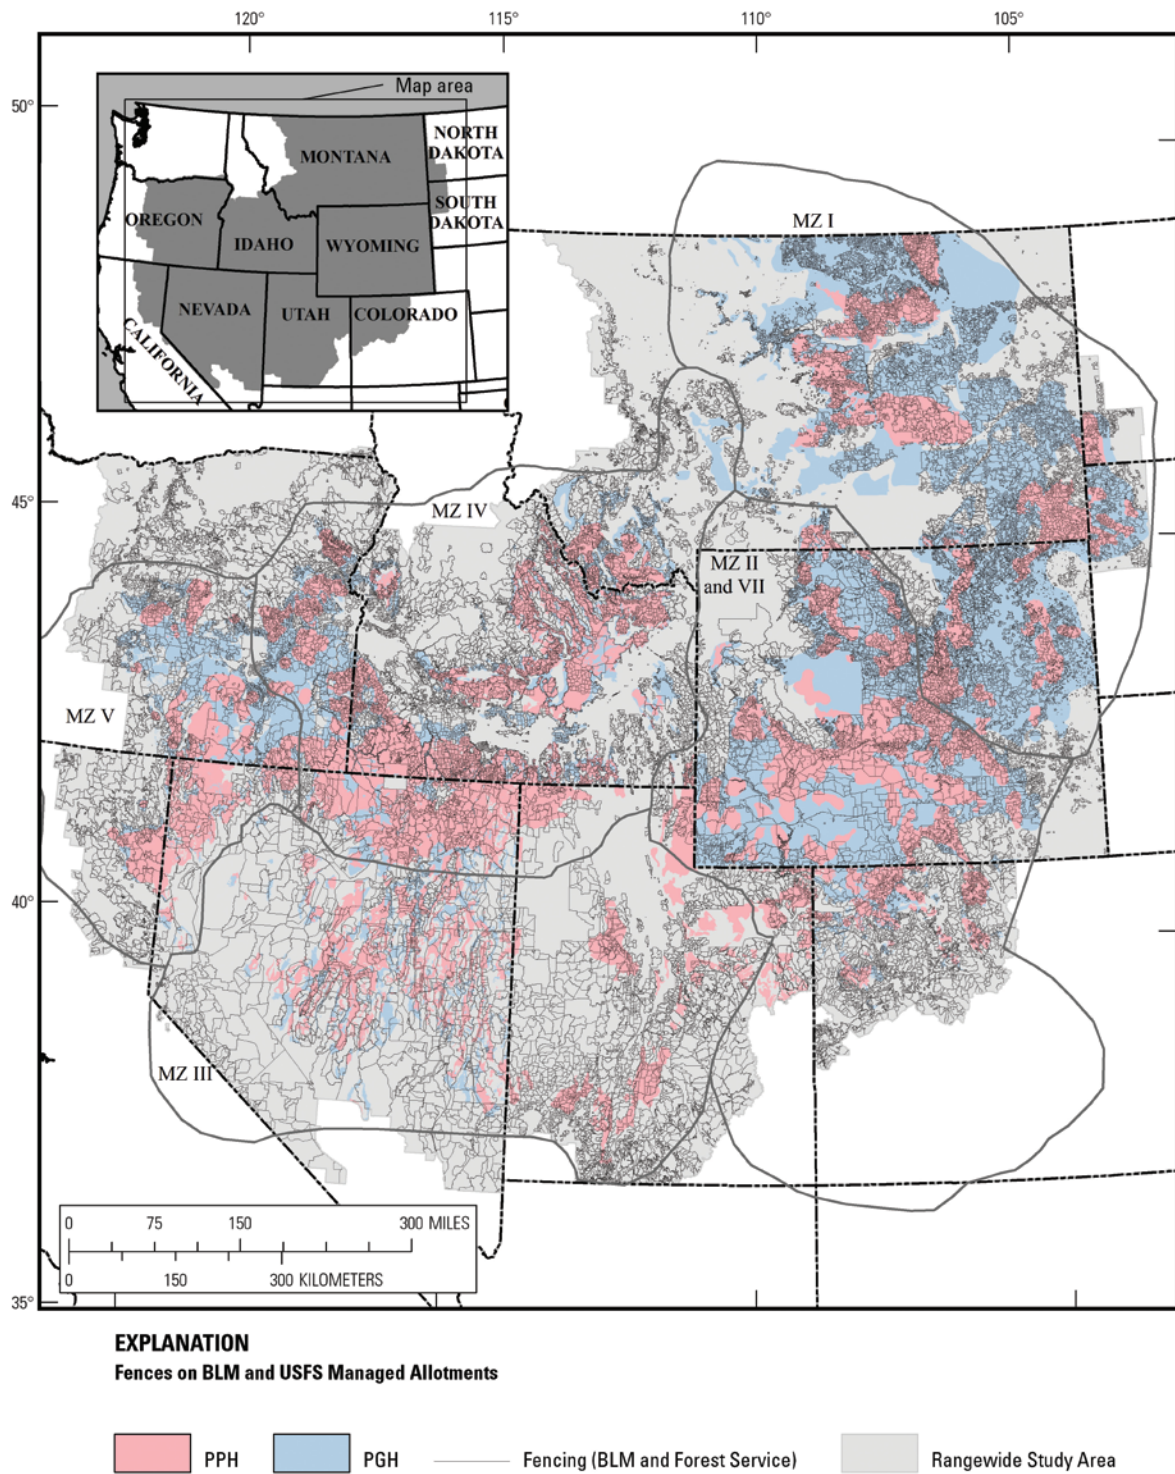 120°
115°
110°
105°
50°
45°
40°
35°
Map area
NORTH
DAKOTA
MONTANA
SOUTH
DAKOTA
OREGON
IDAHO
WYOMING
NEVADA
UTAH
COLORADO
CALIFORNIA
MZ I
MZ IV
MZ II
and VII
MZ V
MZ III
0 75 150 300 MILES
0 150 300 KILOMETERS
EXPLANATION
Fences on BLM and USFS Managed Allotments
PPH
PGH
Fencing (BLM and Forest Service)
Rangewide Study Area